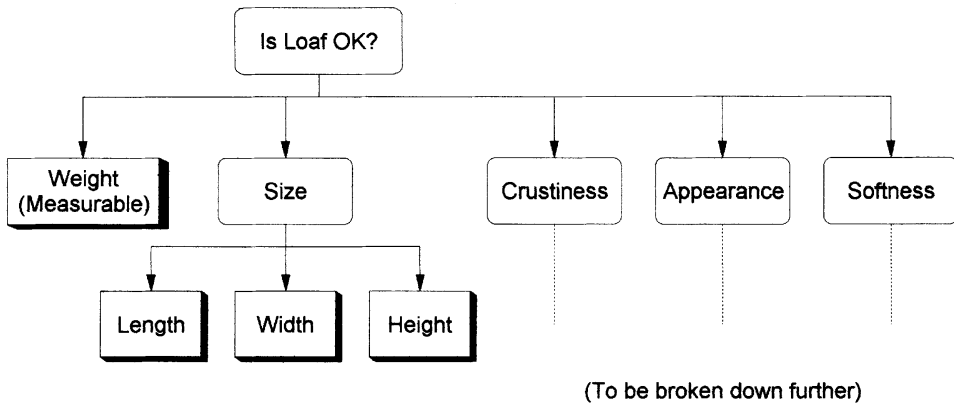 Is Loaf OK?
Weight
(Measurable)
Size
Crustiness
Appearance
Softness
Length
Width
Height
(To be broken down further)